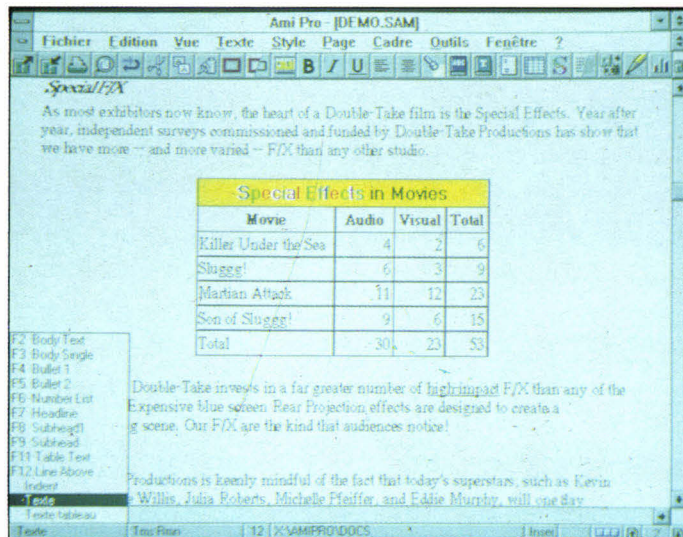 Ami Pro - [DEMO.SAM]
Fichier Edition Vue Texte Style Page Cadre Outils Fenêtre ?
B I U
Special F/X
As most exhibitors now know, the heart of a Double-Take film is the Special Effects. Year after
year, independent surveys commissioned and funded by Double-Take Productions has show that
we have more -- and more varied -- F/X than any other studio.
Special Effects in Movies
Movie Audio Visual Total
Killer Under the Sea 4 2 6
Sluggg! 6 3 9
Martian Attack 11 12 23
Son of Sluggg! 9 6 15
Total 30 23 53
Double-Take invests in a far greater number of high-impact F/X than any of the
Expensive blue screen Rear Projection effects are designed to create a
g scene. Our F/X are the kind that audiences notice!
Productions is keenly mindful of the fact that today's superstars, such as Kevin
e Willis, Julia Roberts, Michelle Pfeiffer, and Eddie Murphy, will one day
F2 Body Text
F3 Body Single
F4 Bullet 1
F5 Bullet 2
F6 Number List
F7 Headline
F8 Subhead1
F9 Subhead
F11 Table Text
F12 Line Above
Indent
Texte
Texte tableau
Texte Tms Rmn 12 X:\AMIPRO\DOCS Inser